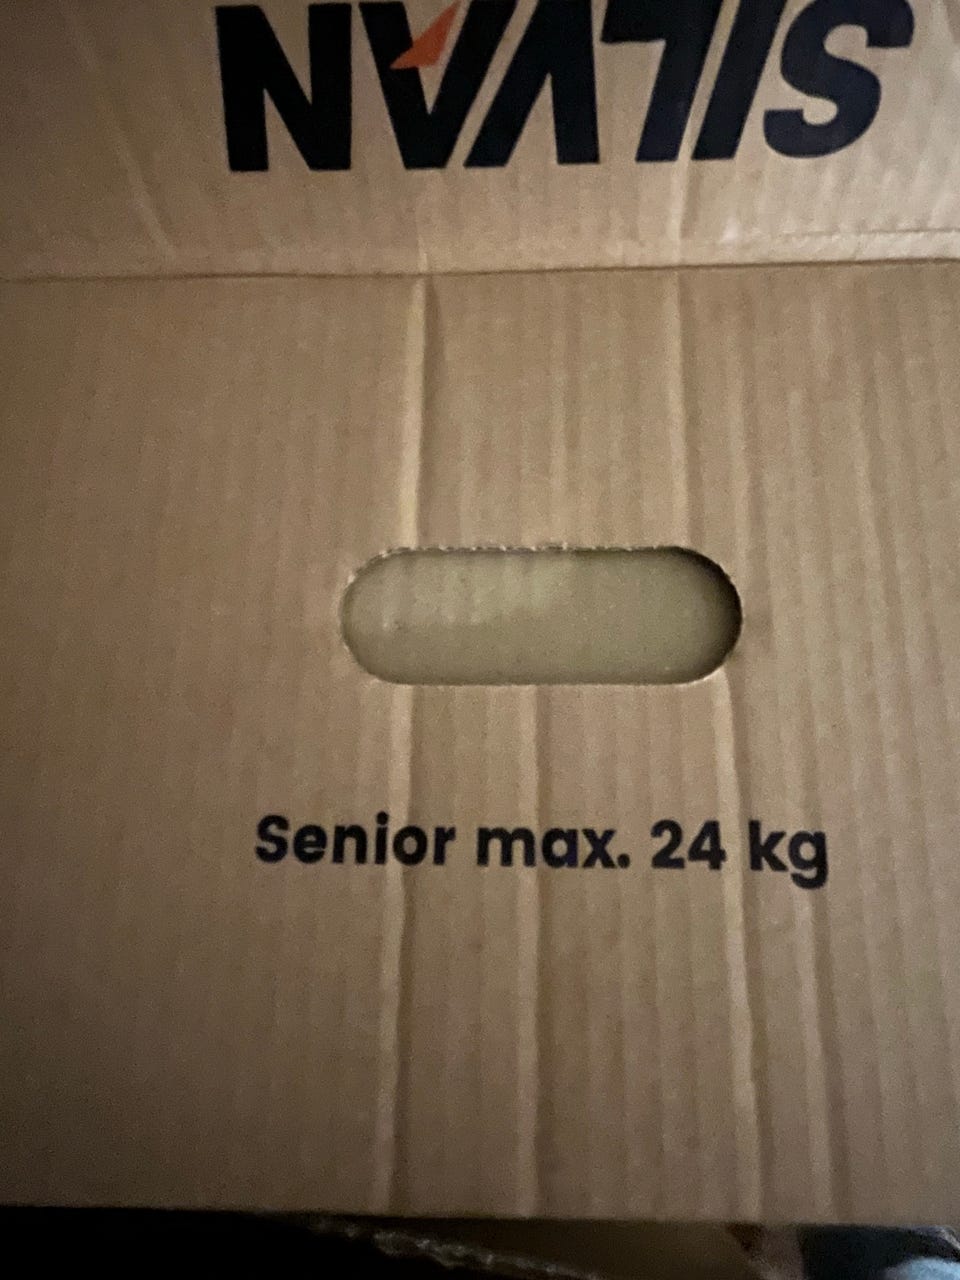 SILVAN
Senior max. 24 kg